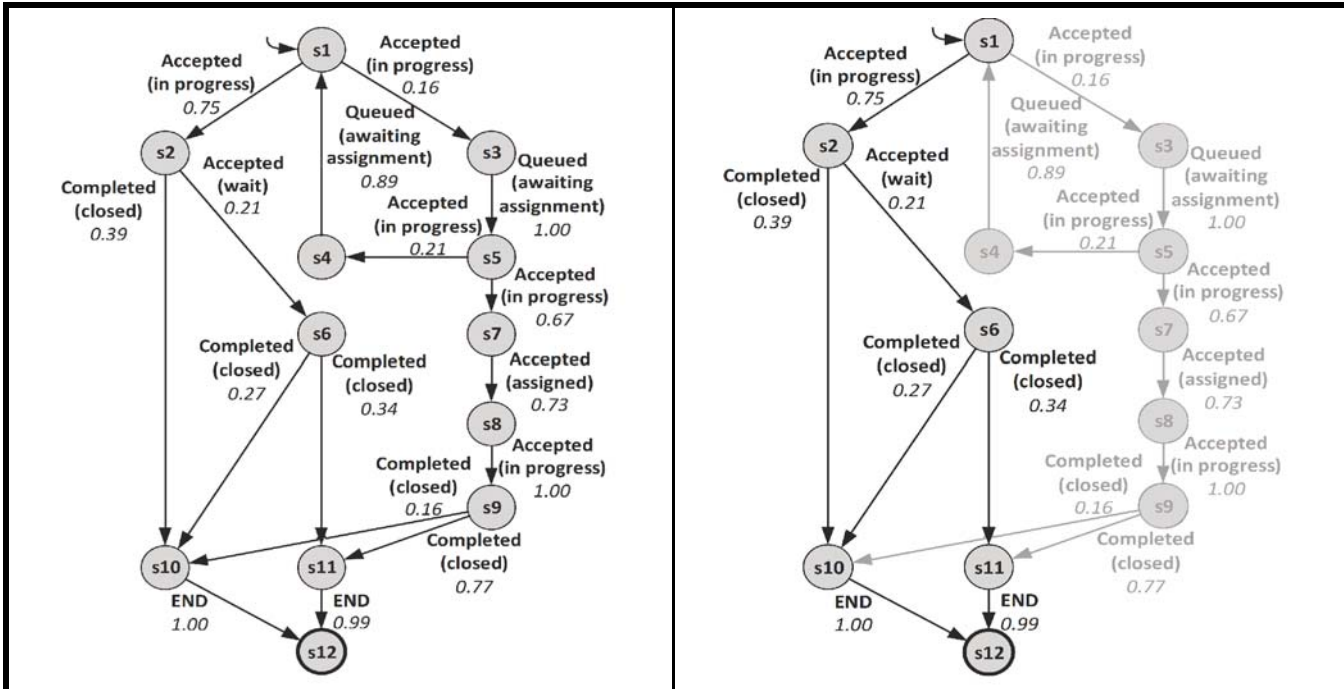 s1
Accepted
(in progress)
0.75
Accepted
(in progress)
0.16
Queued
(awaiting
assignment)
0.89
s2
s3
Completed
(closed)
0.39
Accepted
(wait)
0.21
Queued
(awaiting
assignment)
1.00
Accepted
(in progress)
0.21
s4
s5
Accepted
(in progress)
0.67
s6
s7
Completed
(closed)
0.27
Completed
(closed)
0.34
Accepted
(assigned)
0.73
s8
Accepted
(in progress)
1.00
Completed
(closed)
0.16
s9
Completed
(closed)
0.77
s10
s11
END
1.00
END
0.99
s12
s1
Accepted
(in progress)
0.75
Accepted
(in progress)
0.16
Queued
(awaiting
assignment)
0.89
s2
s3
Completed
(closed)
0.39
Accepted
(wait)
0.21
Queued
(awaiting
assignment)
1.00
Accepted
(in progress)
0.21
s4
s5
Accepted
(in progress)
0.67
s6
s7
Completed
(closed)
0.27
Completed
(closed)
0.34
Accepted
(assigned)
0.73
s8
Accepted
(in progress)
1.00
Completed
(closed)
0.16
s9
Completed
(closed)
0.77
s10
s11
END
1.00
END
0.99
s12